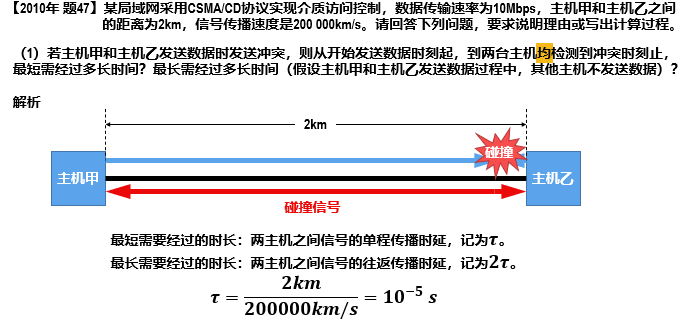 【2010年 题47】某局域网采用CSMA/CD协议实现介质访问控制，数据传输速率为10Mbps，主机甲和主机乙之间
的距离为2km，信号传播速度是200 000km/s。请回答下列问题，要求说明理由或写出计算过程。
（1）若主机甲和主机乙发送数据时发送冲突，则从开始发送数据时刻起，到两台主机均检测到冲突时刻止，
最短需经过多长时间？最长需经过多长时间（假设主机甲和主机乙发送数据过程中，其他主机不发送数据）？
解析
2km
碰撞
主机甲
主机乙
碰撞信号
最短需要经过的时长：两主机之间信号的单程传播时延，记为τ。
最长需要经过的时长：两主机之间信号的往返传播时延，记为2τ。
τ = 2km / 200000km/s = 10⁻⁵ s